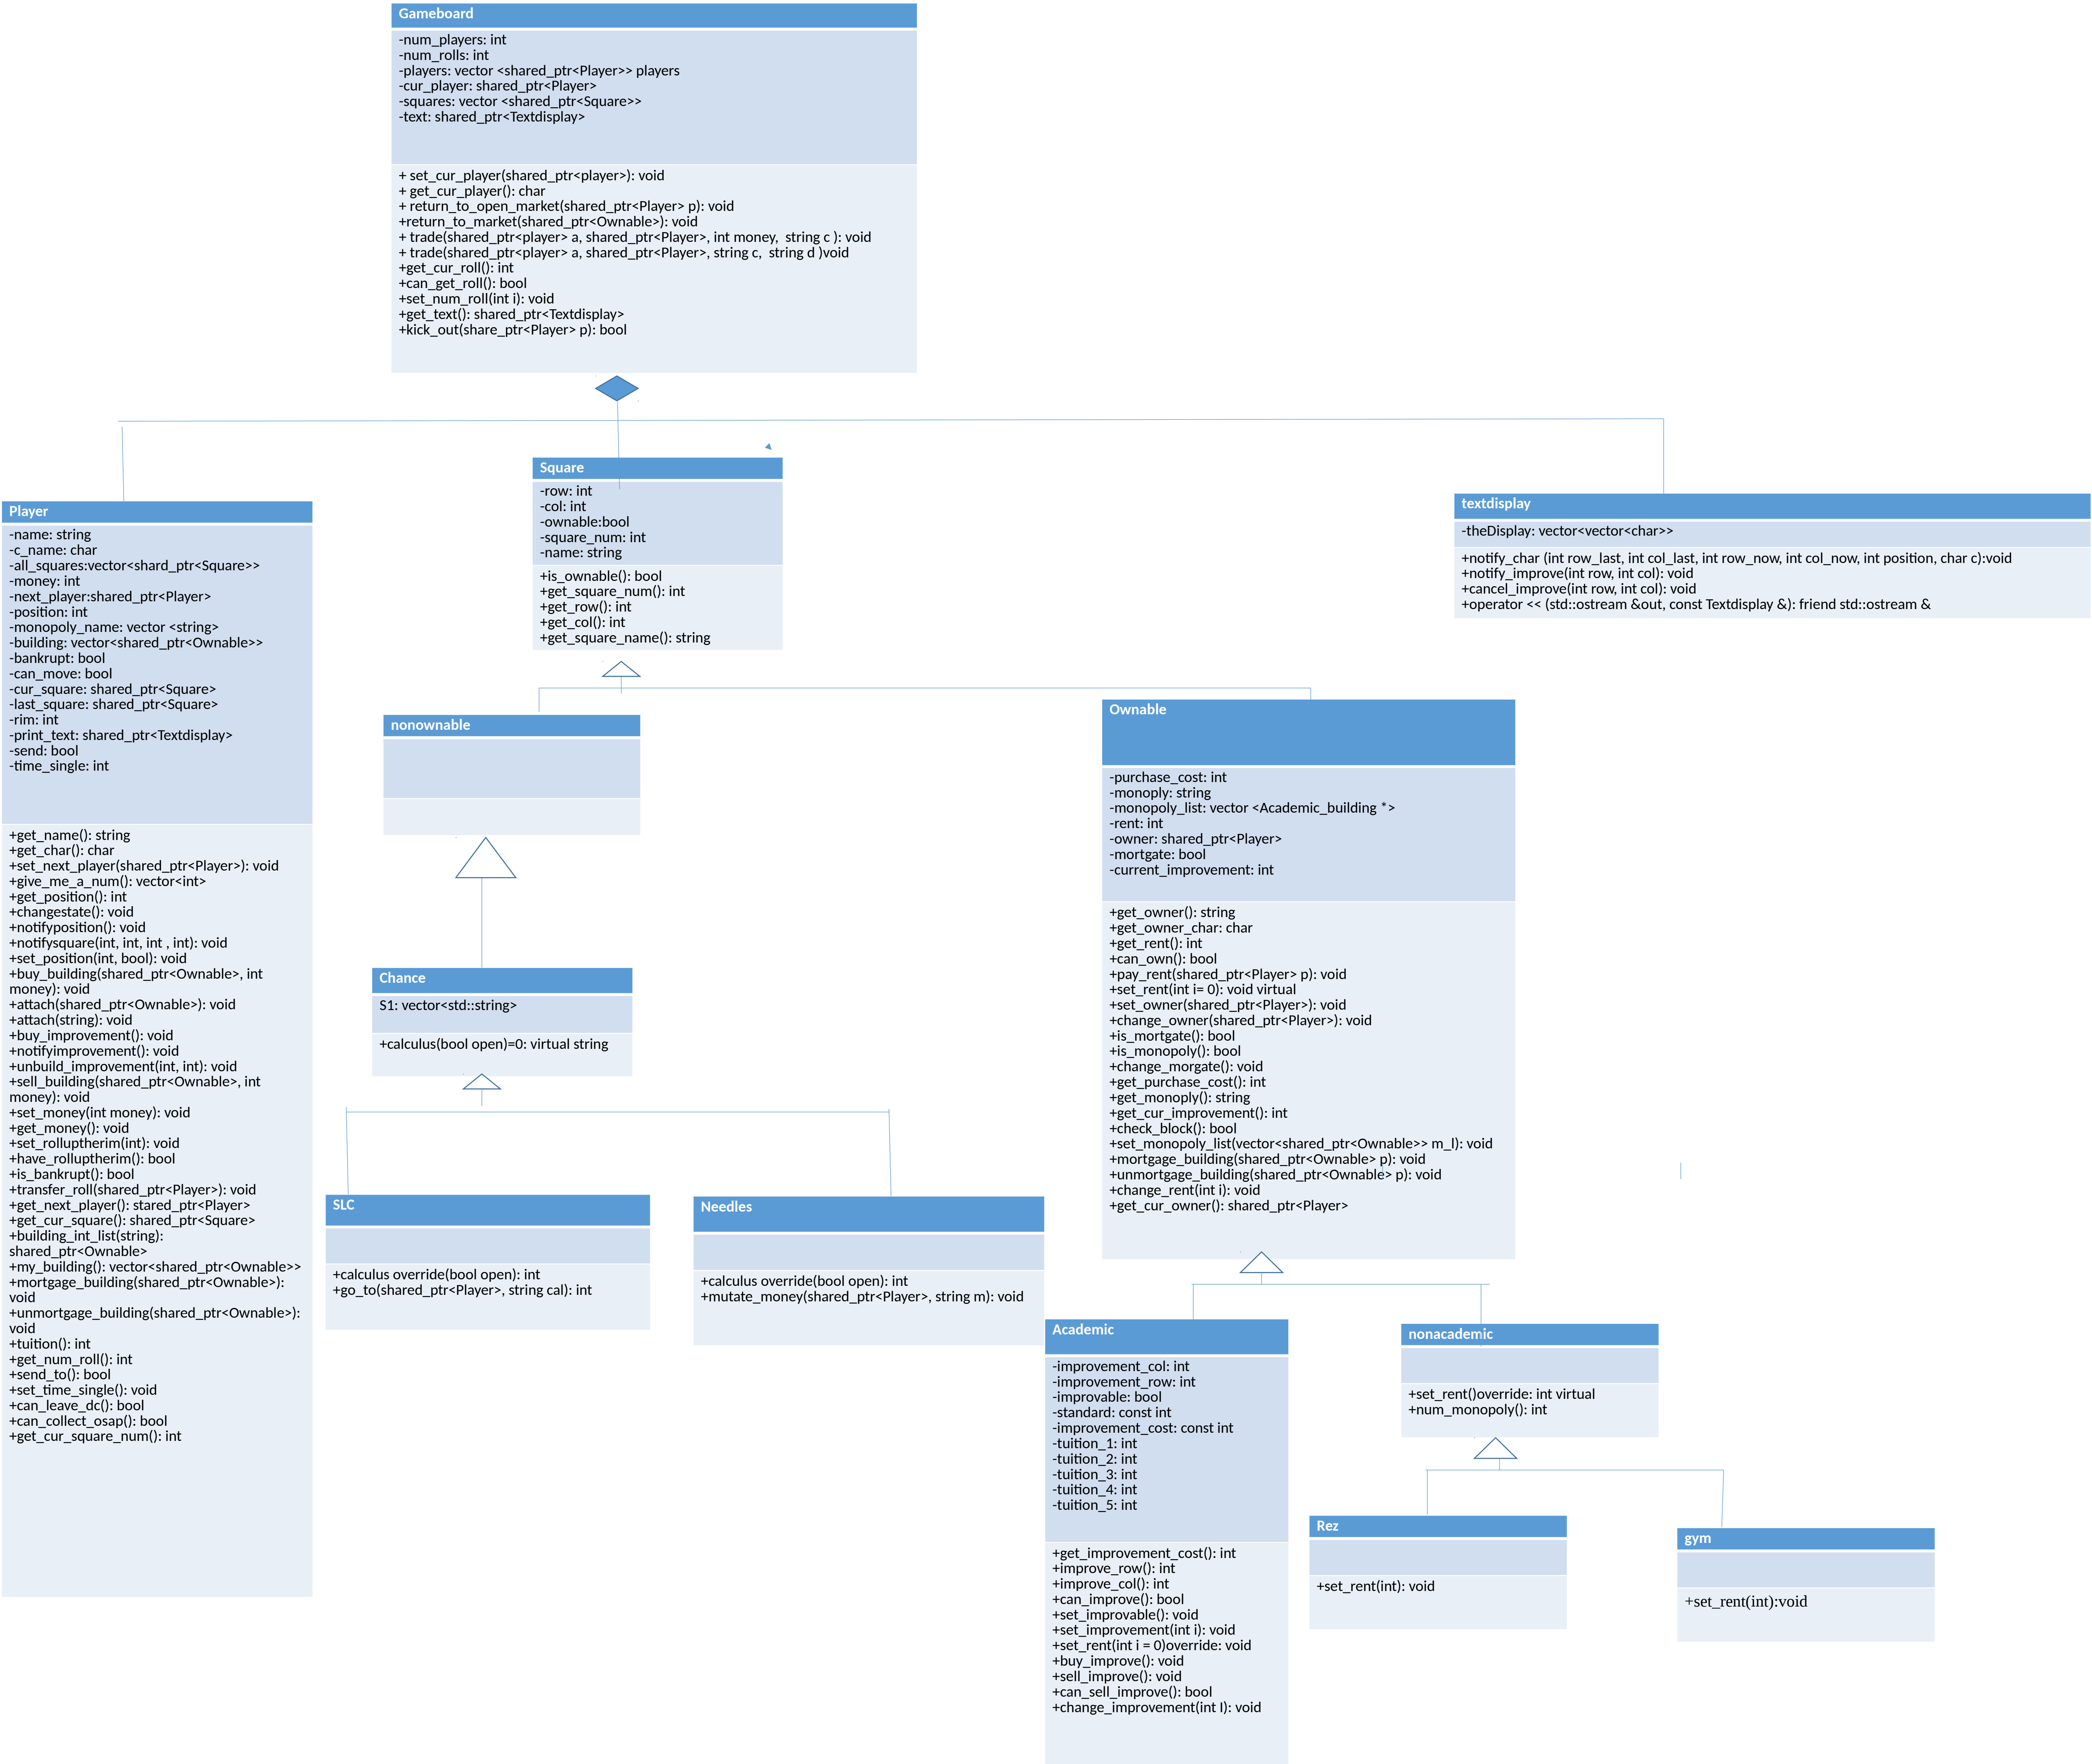 Gameboard
-num_players: int
-num_rolls: int
-players: vector <shared_ptr<Player>> players
-cur_player: shared_ptr<Player>
-squares: vector <shared_ptr<Square>>
-text: shared_ptr<Textdisplay>
+ set_cur_player(shared_ptr<player>): void
+ get_cur_player(): char
+ return_to_open_market(shared_ptr<Player> p): void
+return_to_market(shared_ptr<Ownable>): void
+ trade(shared_ptr<player> a, shared_ptr<Player>, int money,  string c ): void
+ trade(shared_ptr<player> a, shared_ptr<Player>, string c,  string d )void
+get_cur_roll(): int
+can_get_roll(): bool
+set_num_roll(int i): void
+get_text(): shared_ptr<Textdisplay>
+kick_out(share_ptr<Player> p): bool
Player
-name: string
-c_name: char
-all_squares:vector<shard_ptr<Square>>
-money: int
-next_player:shared_ptr<Player>
-position: int
-monopoly_name: vector <string>
-building: vector<shared_ptr<Ownable>>
-bankrupt: bool
-can_move: bool
-cur_square: shared_ptr<Square>
-last_square: shared_ptr<Square>
-rim: int
-print_text: shared_ptr<Textdisplay>
-send: bool
-time_single: int
+get_name(): string
+get_char(): char
+set_next_player(shared_ptr<Player>): void
+give_me_a_num(): vector<int>
+get_position(): int
+changestate(): void
+notifyposition(): void
+notifysquare(int, int, int , int): void
+set_position(int, bool): void
+buy_building(shared_ptr<Ownable>, int
money): void
+attach(shared_ptr<Ownable>): void
+attach(string): void
+buy_improvement(): void
+notifyimprovement(): void
+unbuild_improvement(int, int): void
+sell_building(shared_ptr<Ownable>, int
money): void
+set_money(int money): void
+get_money(): void
+set_rolluptherim(int): void
+have_rolluptherim(): bool
+is_bankrupt(): bool
+transfer_roll(shared_ptr<Player>): void
+get_next_player(): stared_ptr<Player>
+get_cur_square(): shared_ptr<Square>
+building_int_list(string):
shared_ptr<Ownable>
+my_building(): vector<shared_ptr<Ownable>>
+mortgage_building(shared_ptr<Ownable>):
void
+unmortgage_building(shared_ptr<Ownable>):
void
+tuition(): int
+get_num_roll(): int
+send_to(): bool
+set_time_single(): void
+can_leave_dc(): bool
+can_collect_osap(): bool
+get_cur_square_num(): int
Square
-row: int
-col: int
-ownable:bool
-square_num: int
-name: string
+is_ownable(): bool
+get_square_num(): int
+get_row(): int
+get_col(): int
+get_square_name(): string
textdisplay
-theDisplay: vector<vector<char>>
+notify_char (int row_last, int col_last, int row_now, int col_now, int position, char c):void
+notify_improve(int row, int col): void
+cancel_improve(int row, int col): void
+operator << (std::ostream &out, const Textdisplay &): friend std::ostream &
nonownable
Ownable
-purchase_cost: int
-monoply: string
-monopoly_list: vector <Academic_building *>
-rent: int
-owner: shared_ptr<Player>
-mortgate: bool
-current_improvement: int
+get_owner(): string
+get_owner_char: char
+get_rent(): int
+can_own(): bool
+pay_rent(shared_ptr<Player> p): void
+set_rent(int i= 0): void virtual
+set_owner(shared_ptr<Player>): void
+change_owner(shared_ptr<Player>): void
+is_mortgate(): bool
+is_monopoly(): bool
+change_morgate(): void
+get_purchase_cost(): int
+get_monoply(): string
+get_cur_improvement(): int
+check_block(): bool
+set_monopoly_list(vector<shared_ptr<Ownable>> m_l): void
+mortgage_building(shared_ptr<Ownable> p): void
+unmortgage_building(shared_ptr<Ownable> p): void
+change_rent(int i): void
+get_cur_owner(): shared_ptr<Player>
Chance
S1: vector<std::string>
+calculus(bool open)=0: virtual string
SLC
+calculus override(bool open): int
+go_to(shared_ptr<Player>, string cal): int
Needles
+calculus override(bool open): int
+mutate_money(shared_ptr<Player>, string m): void
Academic
-improvement_col: int
-improvement_row: int
-improvable: bool
-standard: const int
-improvement_cost: const int
-tuition_1: int
-tuition_2: int
-tuition_3: int
-tuition_4: int
-tuition_5: int
+get_improvement_cost(): int
+improve_row(): int
+improve_col(): int
+can_improve(): bool
+set_improvable(): void
+set_improvement(int i): void
+set_rent(int i = 0)override: void
+buy_improve(): void
+sell_improve(): void
+can_sell_improve(): bool
+change_improvement(int I): void
nonacademic
+set_rent()override: int virtual
+num_monopoly(): int
Rez
+set_rent(int): void
gym
+set_rent(int):void